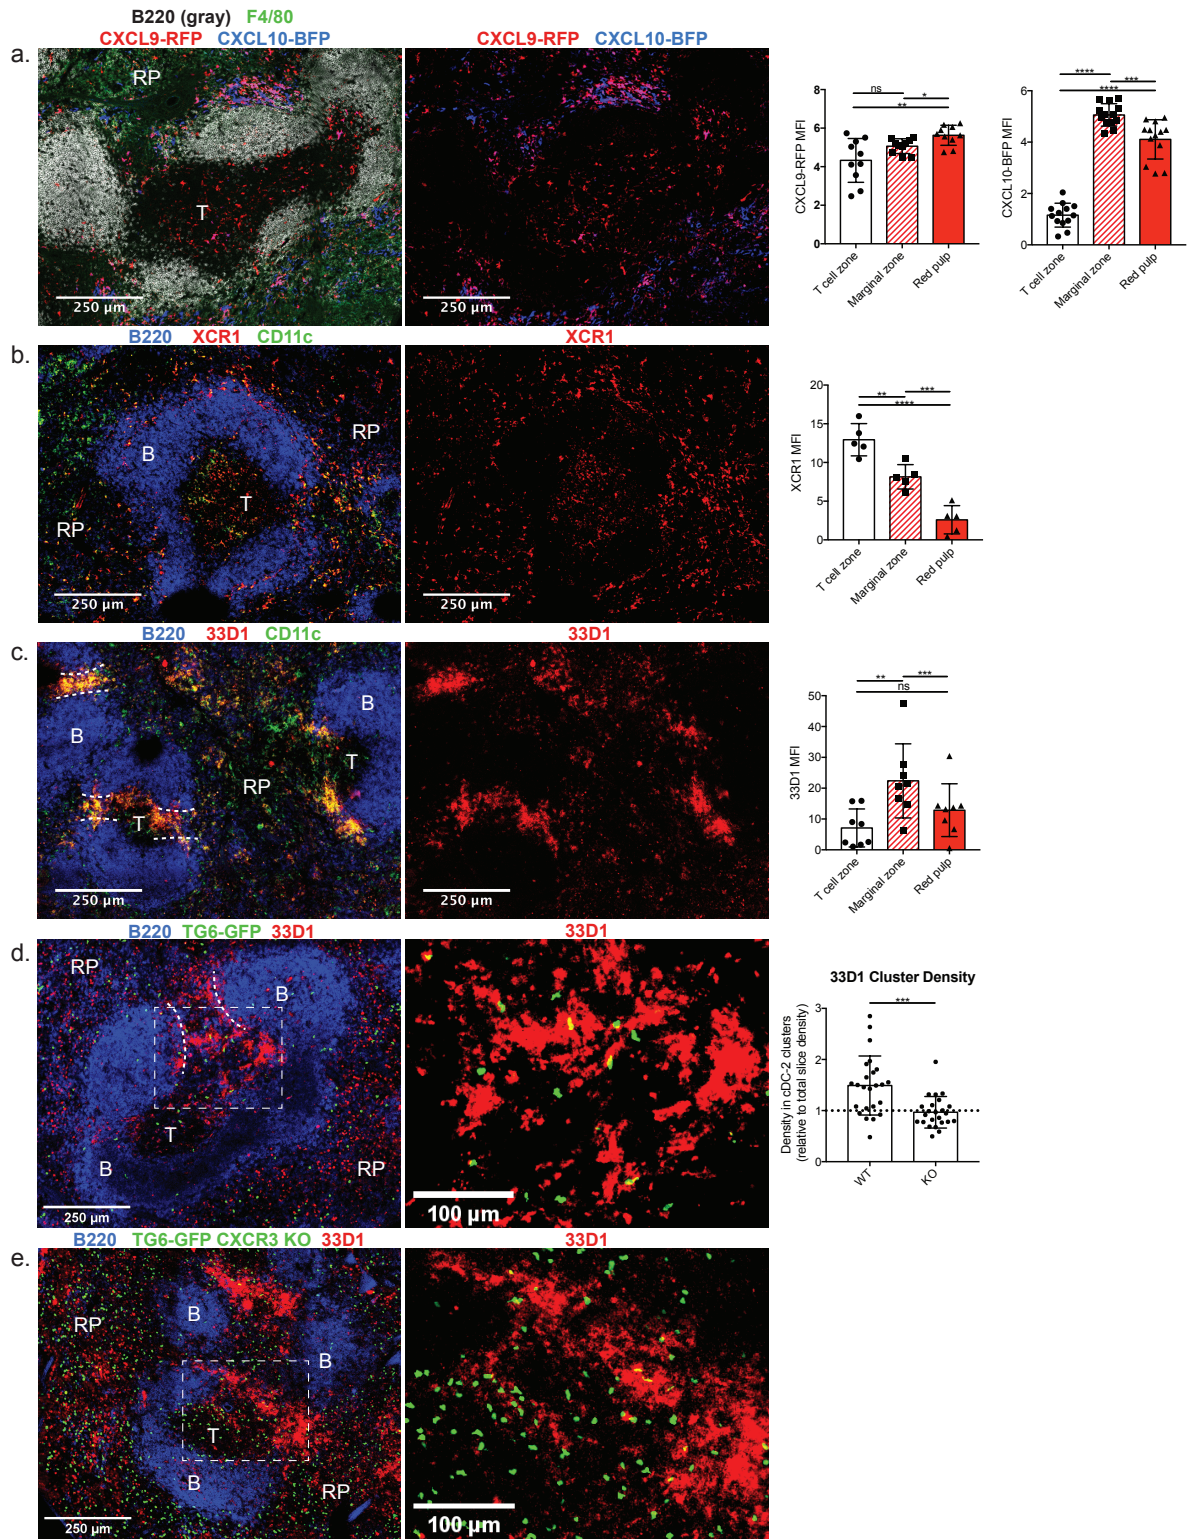 B220 (gray) F4/80
CXCL9-RFP CXCL10-BFP
CXCL9-RFP CXCL10-BFP
a.
RP
T
250 µm
250 µm
CXCL9-RFP MFI
8
6
4
2
0
ns
*
**
T cell zone
Marginal zone
Red pulp
CXCL10-BFP MFI
6
4
2
0
****
***
****
T cell zone
Marginal zone
Red pulp
B220 XCR1 CD11c
XCR1
b.
B
RP
T
RP
250 µm
250 µm
XCR1 MFI
20
15
10
5
0
**
***
****
T cell zone
Marginal zone
Red pulp
B220 33D1 CD11c
33D1
c.
B
B
T
RP
T
250 µm
250 µm
33D1 MFI
50
40
30
20
10
0
**
***
ns
T cell zone
Marginal zone
Red pulp
B220 TG6-GFP 33D1
33D1
d.
RP
B
T
B
RP
250 µm
100 µm
33D1 Cluster Density
Density in cDC-2 clusters
(relative to total slice density)
3
2
1
0
***
WT
KO
B220 TG6-GFP CXCR3 KO 33D1
33D1
e.
B
RP
B
T
B
RP
250 µm
100 µm